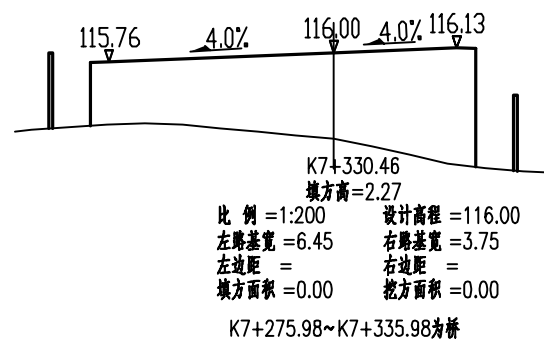 115.76 4.0% 116.00 4.0% 116.13
K7+330.46
填方高=2.27
比 例 =1:200 设计高程 =116.00
左路基宽 =6.45 右路基宽 =3.75
左边距 = 右边距 =
填方面积 =0.00 挖方面积 =0.00
K7+275.98~K7+335.98为桥